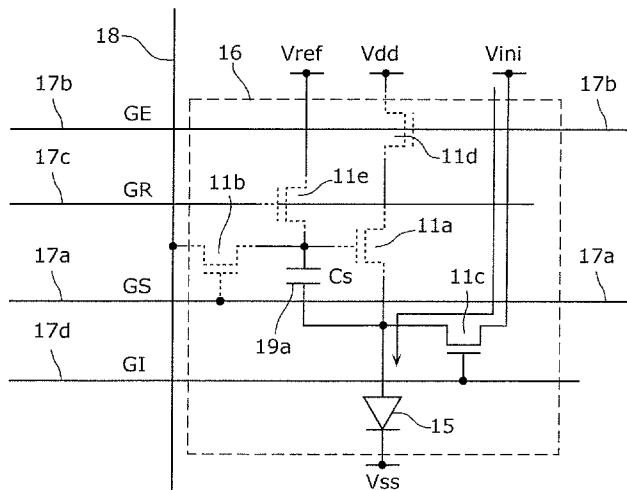 18
16
Vref
Vdd
Vini
17b
GE
17b
11d
17c
GR
11e
11b
11a
17a
GS
Cs
17a
11c
19a
17d
GI
15
Vss